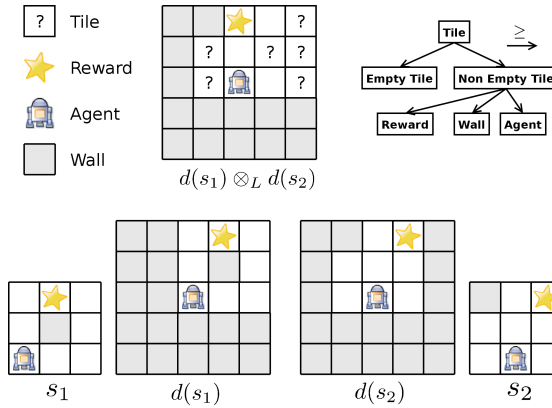 ? Tile
Reward
Agent
Wall
? ?
? ? ?
? ?
d(s₁) ⊗_L d(s₂)
Tile
≥
Empty Tile Non Empty Tile
Reward Wall Agent
s₁ d(s₁) d(s₂) s₂